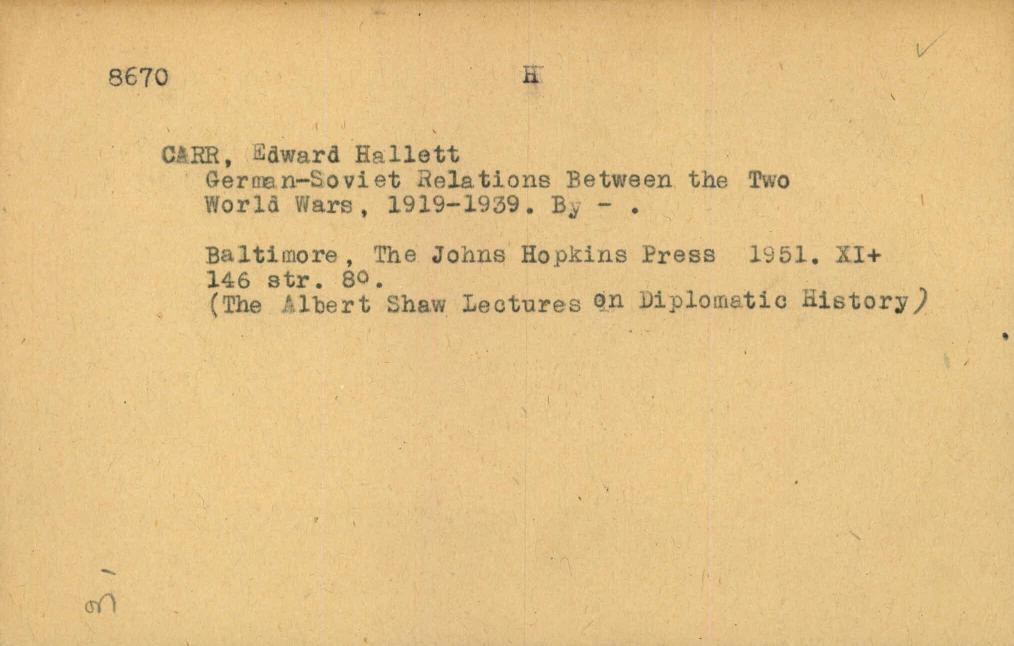 8670 H
CARR, Edward Hallett
German-Soviet Relations Between the Two
World Wars, 1919-1939. By - .
Baltimore, The Johns Hopkins Press 1951. XI+
146 str. 8º.
(The Albert Shaw Lectures on Diplomatic History)